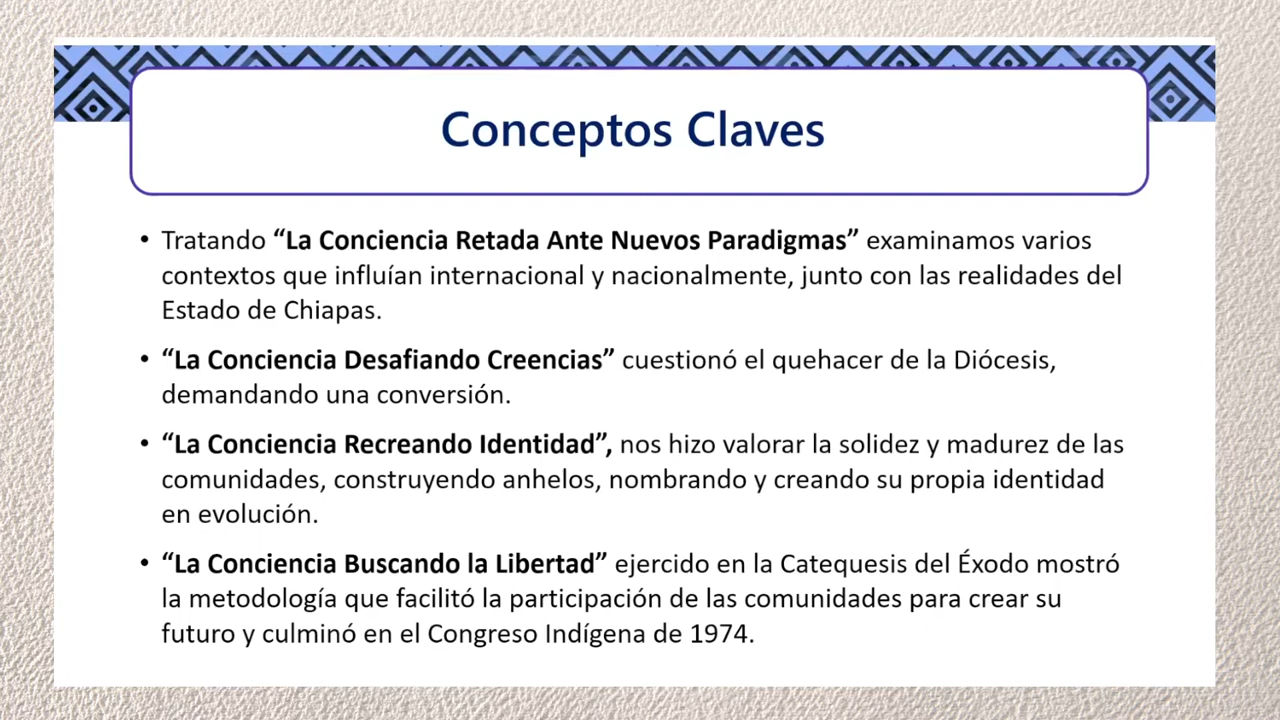 Conceptos Claves
• Tratando “La Conciencia Retada Ante Nuevos Paradigmas” examinamos varios
contextos que influían internacional y nacionalmente, junto con las realidades del
Estado de Chiapas.
• “La Conciencia Desafiando Creencias” cuestionó el quehacer de la Diócesis,
demandando una conversión.
• “La Conciencia Recreando Identidad”, nos hizo valorar la solidez y madurez de las
comunidades, construyendo anhelos, nombrando y creando su propia identidad
en evolución.
• “La Conciencia Buscando la Libertad” ejercido en la Catequesis del Éxodo mostró
la metodología que facilitó la participación de las comunidades para crear su
futuro y culminó en el Congreso Indígena de 1974.